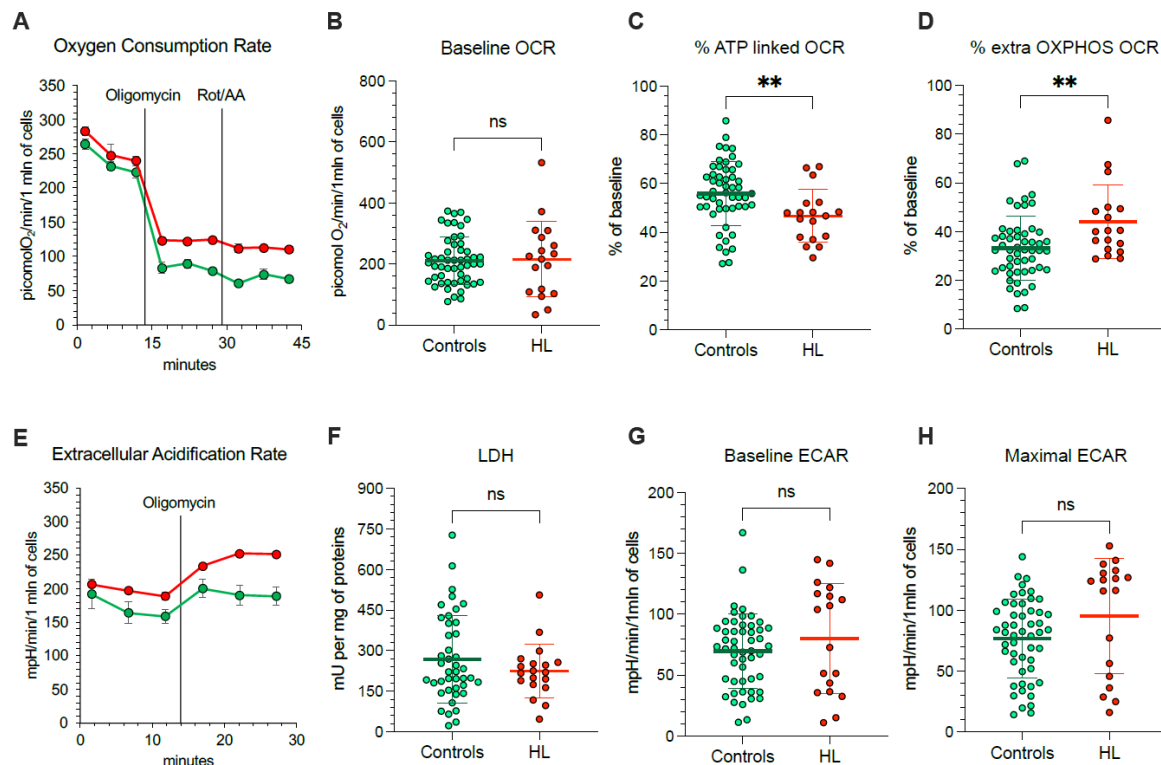 A
Oxygen Consumption Rate
picomolO2/min/1 mln of cells
350
300
250
200
150
100
50
0
Oligomycin
Rot/AA
0
15
30
45
minutes
B
Baseline OCR
picomol O2/min/1mln of cells
800
600
400
200
0
ns
Controls
HL
C
% ATP linked OCR
% of baseline
100
80
60
40
20
0
**
Controls
HL
D
% extra OXPHOS OCR
% of baseline
100
80
60
40
20
0
**
Controls
HL
E
Extracellular Acidification Rate
mpH/min/1 mln of cells
350
300
250
200
150
100
50
0
Oligomycin
0
10
20
30
minutes
F
LDH
mU per mg of proteins
900
750
600
450
300
150
0
ns
Controls
HL
G
Baseline ECAR
mpH/min/1mln of cells
200
150
100
50
0
ns
Controls
HL
H
Maximal ECAR
mpH/min/1mln of cells
200
150
100
50
0
ns
Controls
HL